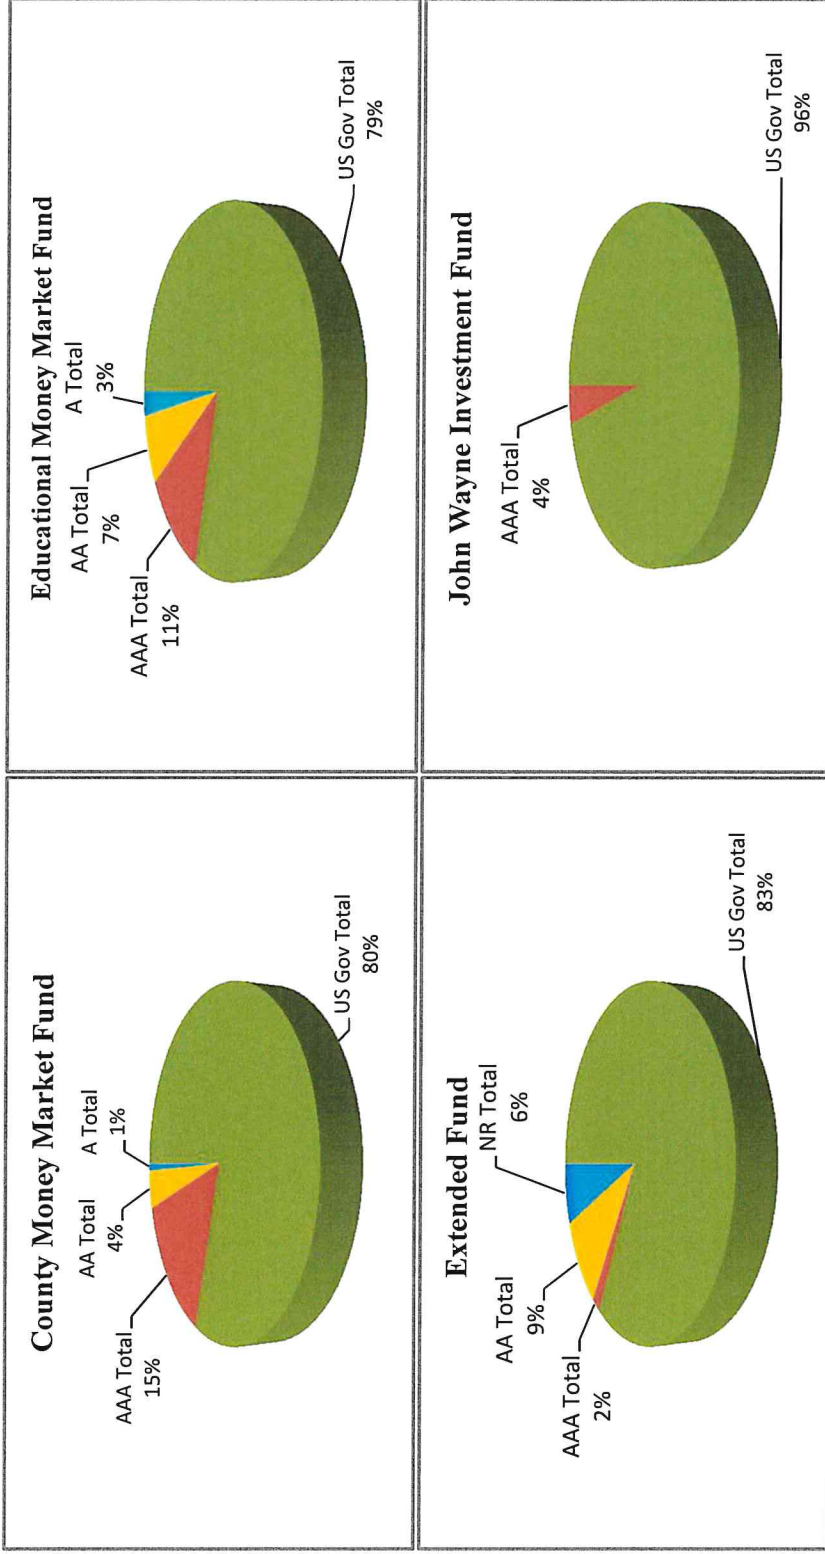 County Money Market Fund
A Total
1%
AA Total
4%
AAA Total
15%
US Gov Total
80%
Educational Money Market Fund
A Total
3%
AA Total
7%
AAA Total
11%
US Gov Total
79%
Extended Fund
NR Total
6%
AA Total
9%
AAA Total
2%
US Gov Total
83%
John Wayne Investment Fund
AAA Total
4%
US Gov Total
96%